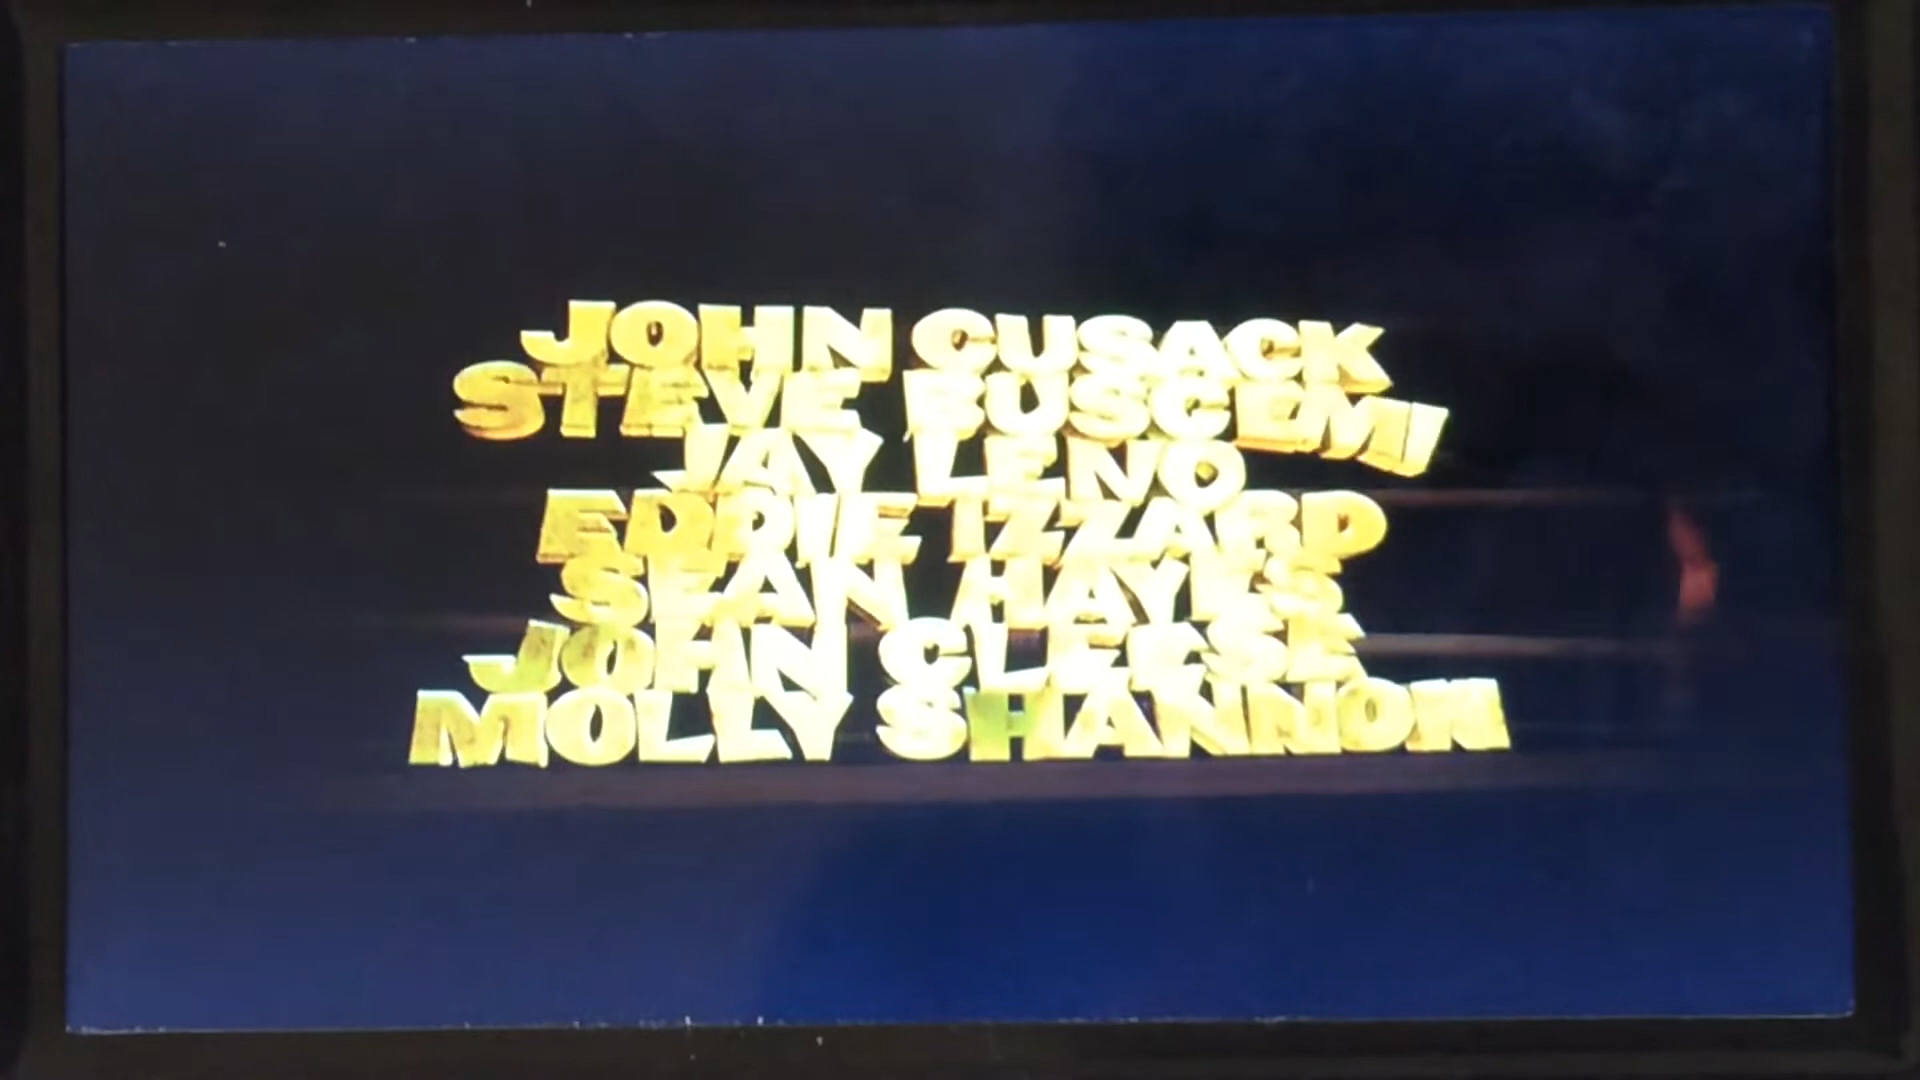 JOHN CUSACK
STEVE BUSCEMI
JAY LENO
EDDIE IZZARD
SEAN HAYES
JOHN CLEESE
MOLLY SHANNON